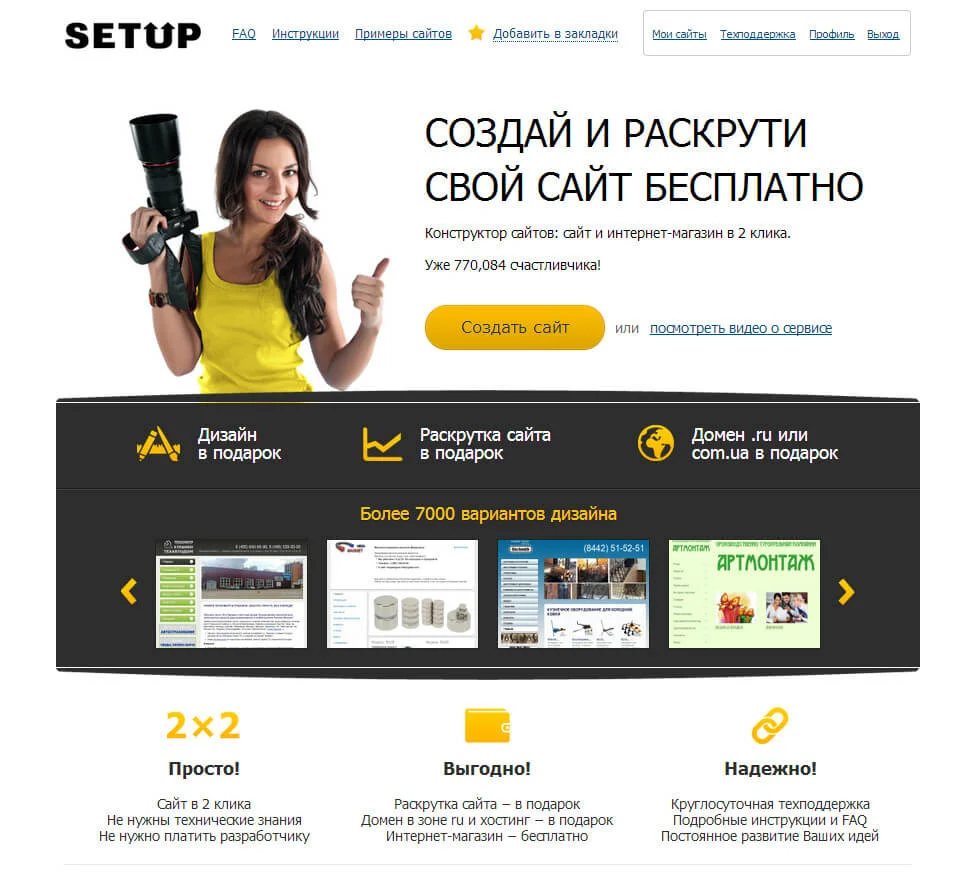 SETUP
FAQ Инструкции Примеры сайтов Добавить в закладки
Мои сайты Техподдержка Профиль Выход
СОЗДАЙ И РАСКРУТИ
СВОЙ САЙТ БЕСПЛАТНО
Конструктор сайтов: сайт и интернет-магазин в 2 клика.
Уже 770,084 счастливчика!
Создать сайт или посмотреть видео о сервисе
Дизайн
в подарок
Раскрутка сайта
в подарок
Домен .ru или
com.ua в подарок
Более 7000 вариантов дизайна
(8442) 51-52-51
АРТМОНТАЖ
АРТМОНТАЖ
2×2
Просто!
Сайт в 2 клика
Не нужны технические знания
Не нужно платить разработчику
Выгодно!
Раскрутка сайта – в подарок
Домен в зоне ru и хостинг – в подарок
Интернет-магазин – бесплатно
Надежно!
Круглосуточная техподдержка
Подробные инструкции и FAQ
Постоянное развитие Ваших идей